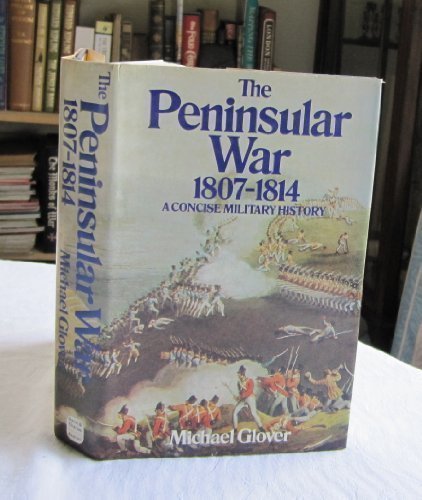 The
Peninsular
War
1807-1814
A CONCISE MILITARY HISTORY
Michael Glover
The Peninsular War
1807-1814
Michael Glover